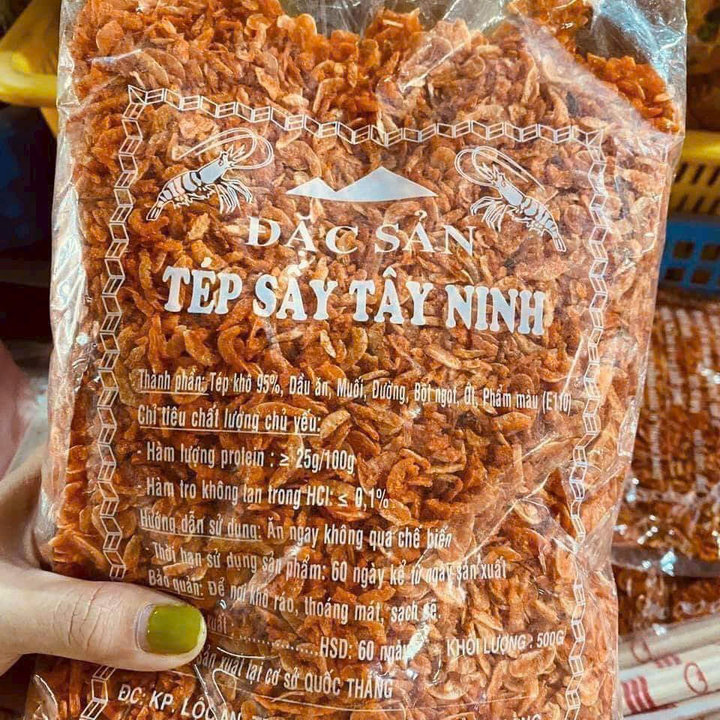 ĐẶC SẢN
TÉP SẤY TÂY NINH
Thành phần: Tép khô 95%, Dầu ăn, Muối, Đường, Bột ngọt, Ớt, Phẩm màu (E110)
Chỉ tiêu chất lượng chủ yếu:
- Hàm lượng protein : ≥ 25g/100g
- Hàm tro không tan trong HCl: ≤ 0,1%
Hướng dẫn sử dụng: Ăn ngay không qua chế biến
- Thời hạn sử dụng sản phẩm: 60 ngày kể từ ngày sản xuất
Bảo quản: Để nơi khô ráo, thoáng mát, sạch sẽ.
HSD: 60 ngày KHỐI LƯỢNG : 500G
sản xuất tại cơ sở QUỐC THẮNG
ĐC: KP. LỘC AN,